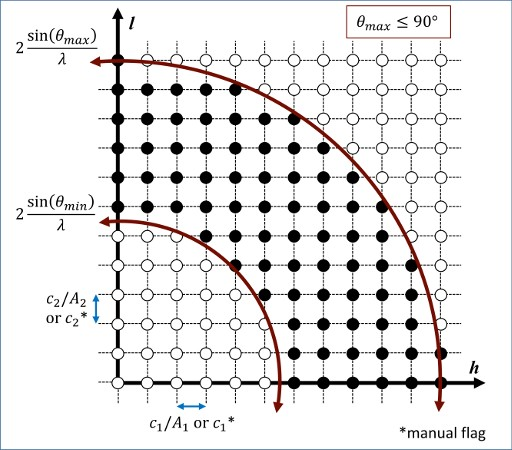 l
θmax ≤ 90°
2 sin(θmax)/λ
2 sin(θmin)/λ
c2/A2
or c2*
h
c1/A1 or c1*
*manual flag